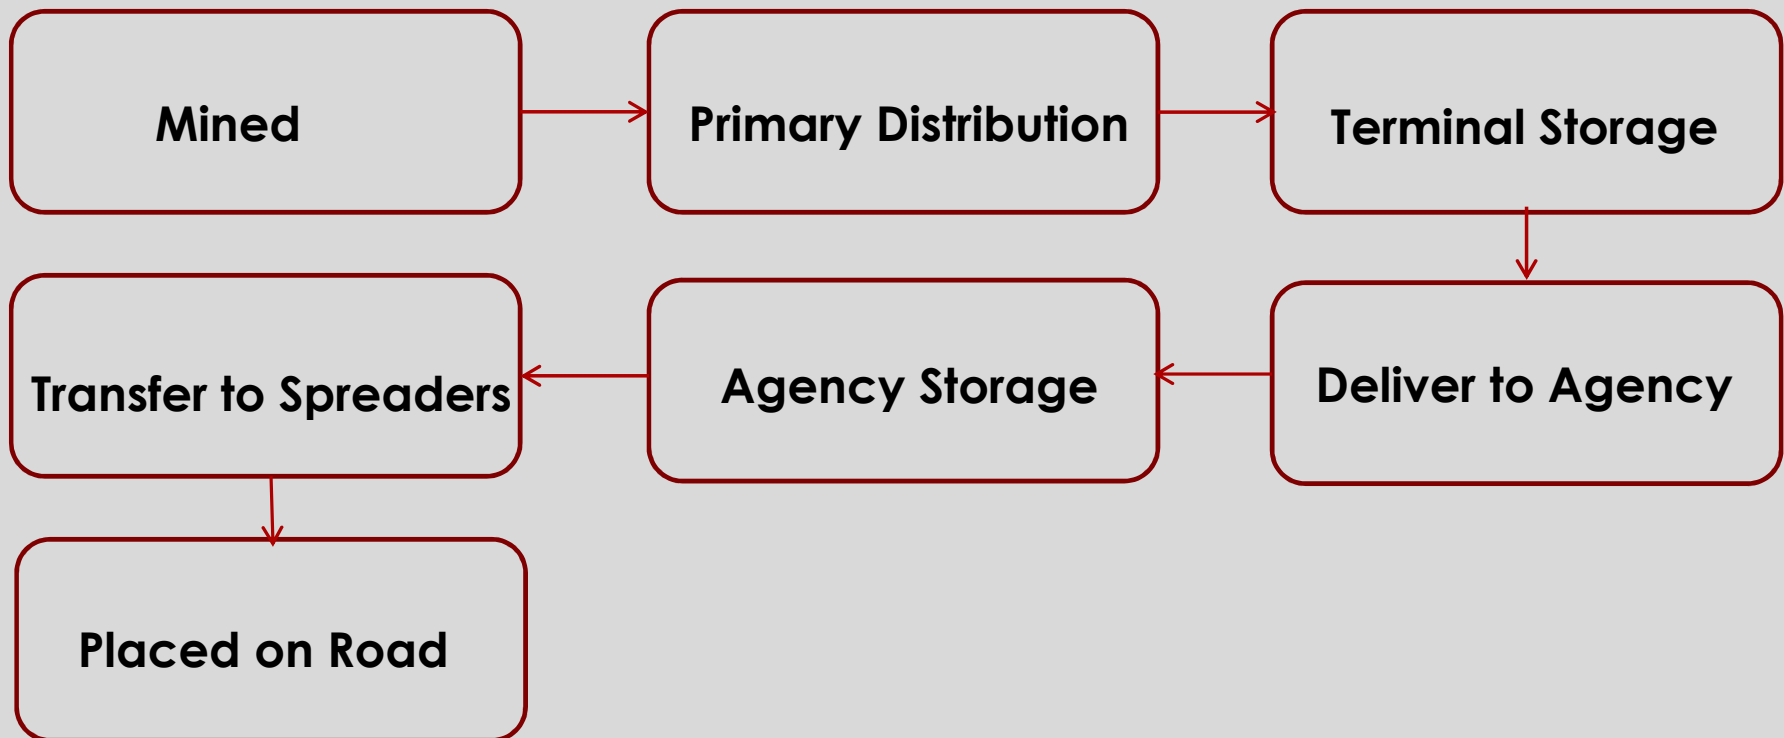 Mined
Primary Distribution
Terminal Storage
Deliver to Agency
Agency Storage
Transfer to Spreaders
Placed on Road